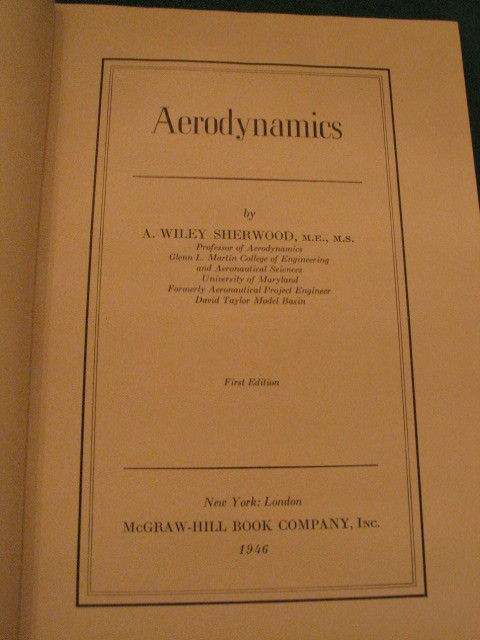 Aerodynamics
by
A. WILEY SHERWOOD, M.E., M.S.
Professor of Aerodynamics
Glenn L. Martin College of Engineering
and Aeronautical Sciences
University of Maryland
Formerly Aeronautical Project Engineer
David Taylor Model Basin
First Edition
New York: London
McGRAW-HILL BOOK COMPANY, Inc.
1946